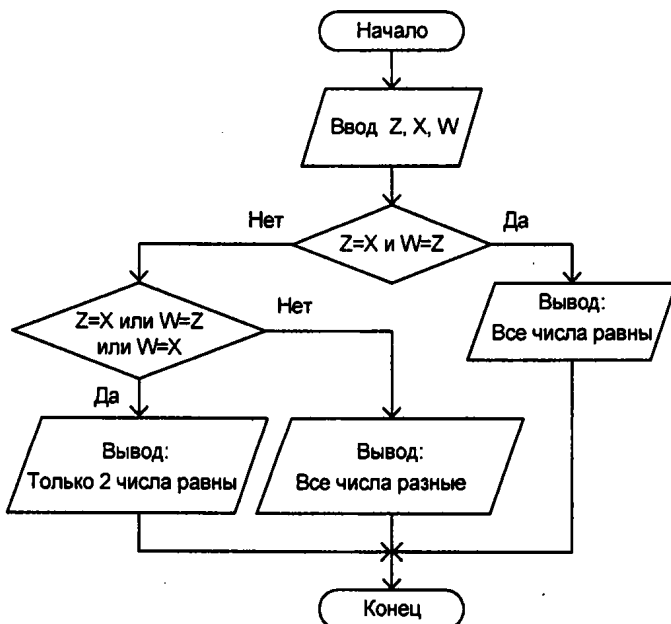 Начало
Ввод Z, X, W
Нет
Да
Z=X и W=Z
Z=X или W=Z
или W=X
Нет
Вывод:
Все числа равны
Да
Вывод:
Только 2 числа равны
Вывод:
Все числа разные
Конец